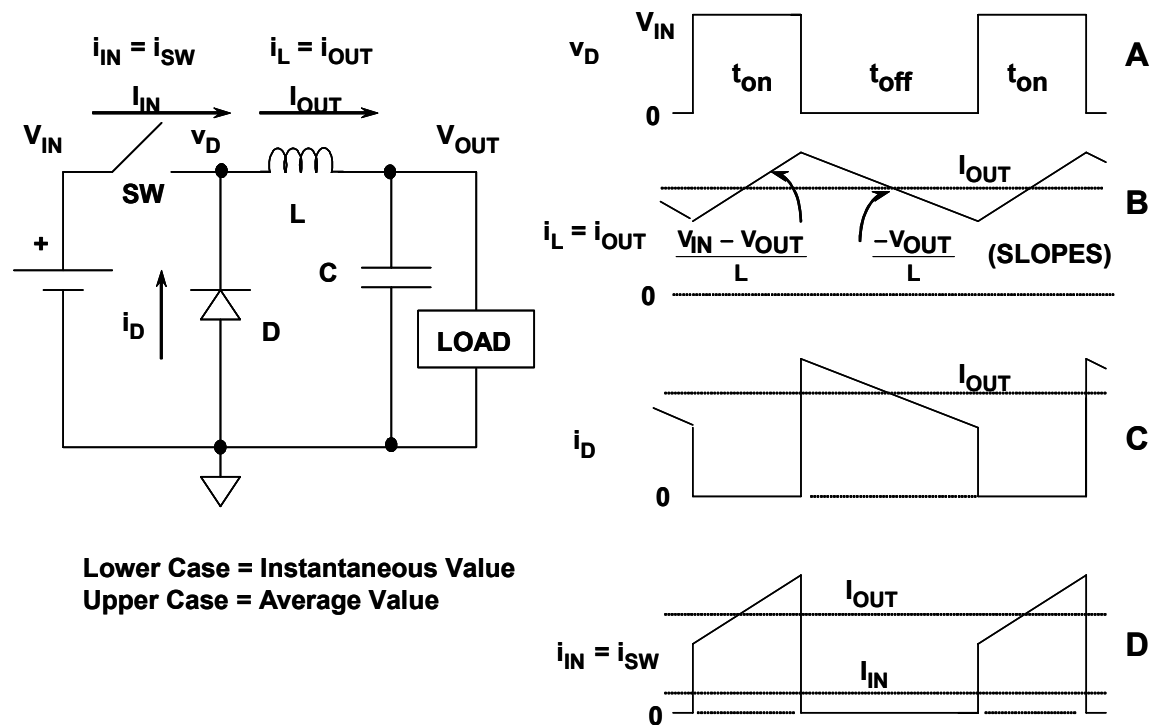 i_IN = i_SW
i_L = i_OUT
I_IN
I_OUT
V_IN
v_D
V_OUT
SW
L
+
C
i_D
D
LOAD
Lower Case = Instantaneous Value
Upper Case = Average Value
V_IN
v_D
t_on
t_off
t_on
A
0
I_OUT
B
i_L = i_OUT
V_IN – V_OUT
L
–V_OUT
L
(SLOPES)
0
I_OUT
C
i_D
0
I_OUT
D
i_IN = i_SW
I_IN
0